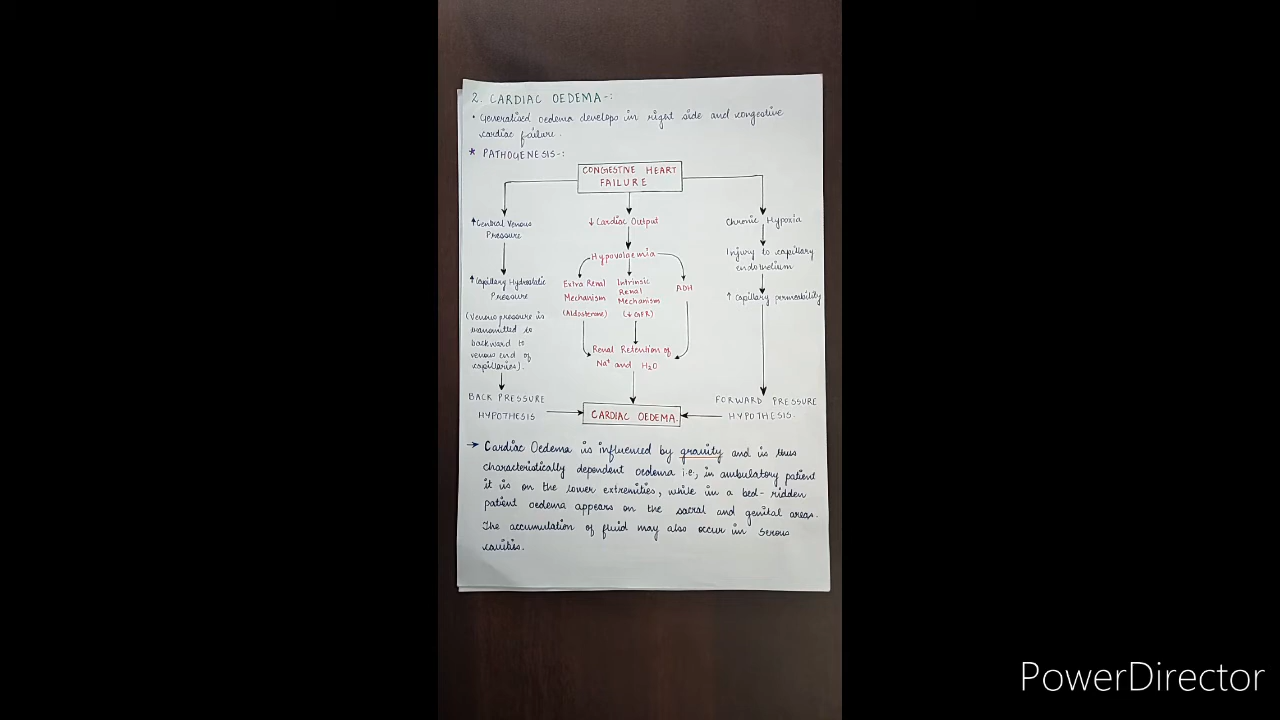 2. CARDIAC OEDEMA-:
• Generalised oedema develops in right side and congestive
cardiac failure.
* PATHOGENESIS-:
CONGESTIVE HEART
FAILURE
↑Central Venous
Pressure
↑Capillary Hydrostatic
Pressure
(Venous pressure is
transmitted to
backward to
venous end of
capillaries).
BACK PRESSURE
HYPOTHESIS
↓ Cardiac Output
Hypovolaemia
Extra Renal
Mechanism
(Aldosterone)
Intrinsic
Renal
Mechanism
(↓ GFR)
ADH
Renal Retention of
Na⁺ and H₂O
CARDIAC OEDEMA.
Chronic Hypoxia
Injury to capillary
endothelium
↑ Capillary permeability
FORWARD PRESSURE
HYPOTHESIS.
→ Cardiac Oedema is influenced by gravity and is thus
characteristically dependent oedema i.e., in ambulatory patient
it is on the lower extremities, while in a bed-ridden
patient oedema appears on the sacral and genital areas.
The accumulation of fluid may also occur in serous
cavities.
PowerDirector